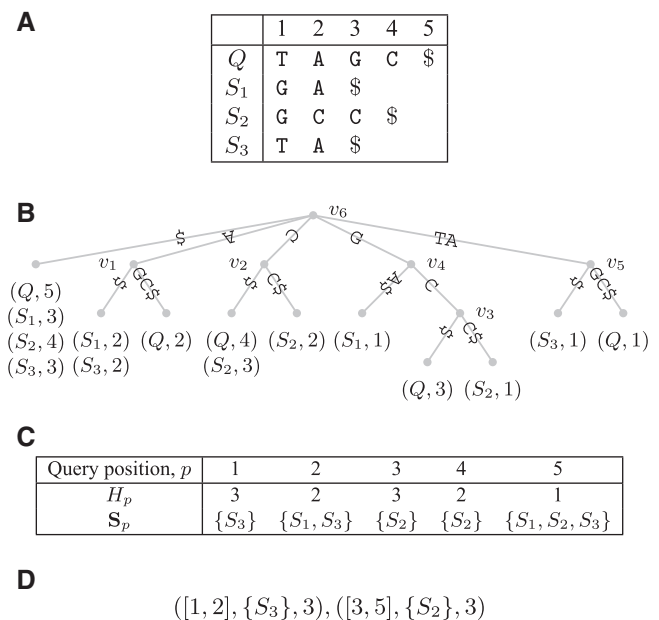 A
1 2 3 4 5
Q T A G C $
S₁ G A $
S₂ G C C $
S₃ T A $
B
v₆
$ A C G TA
v₁ v₂ v₄ v₅
$ GC$ $ C$ A$ C $ GC$
v₃
(Q, 5)
(S₁, 3) (S₁, 2) (Q, 2) (Q, 4) (S₂, 2) (S₁, 1) $ C$ (S₃, 1) (Q, 1)
(S₂, 4) (S₃, 2) (S₂, 3)
(S₃, 3)
(Q, 3) (S₂, 1)
C
Query position, p 1 2 3 4 5
Hₚ 3 2 3 2 1
Sₚ {S₃} {S₁, S₃} {S₂} {S₂} {S₁, S₂, S₃}
D
([1, 2], {S₃}, 3), ([3, 5], {S₂}, 3)